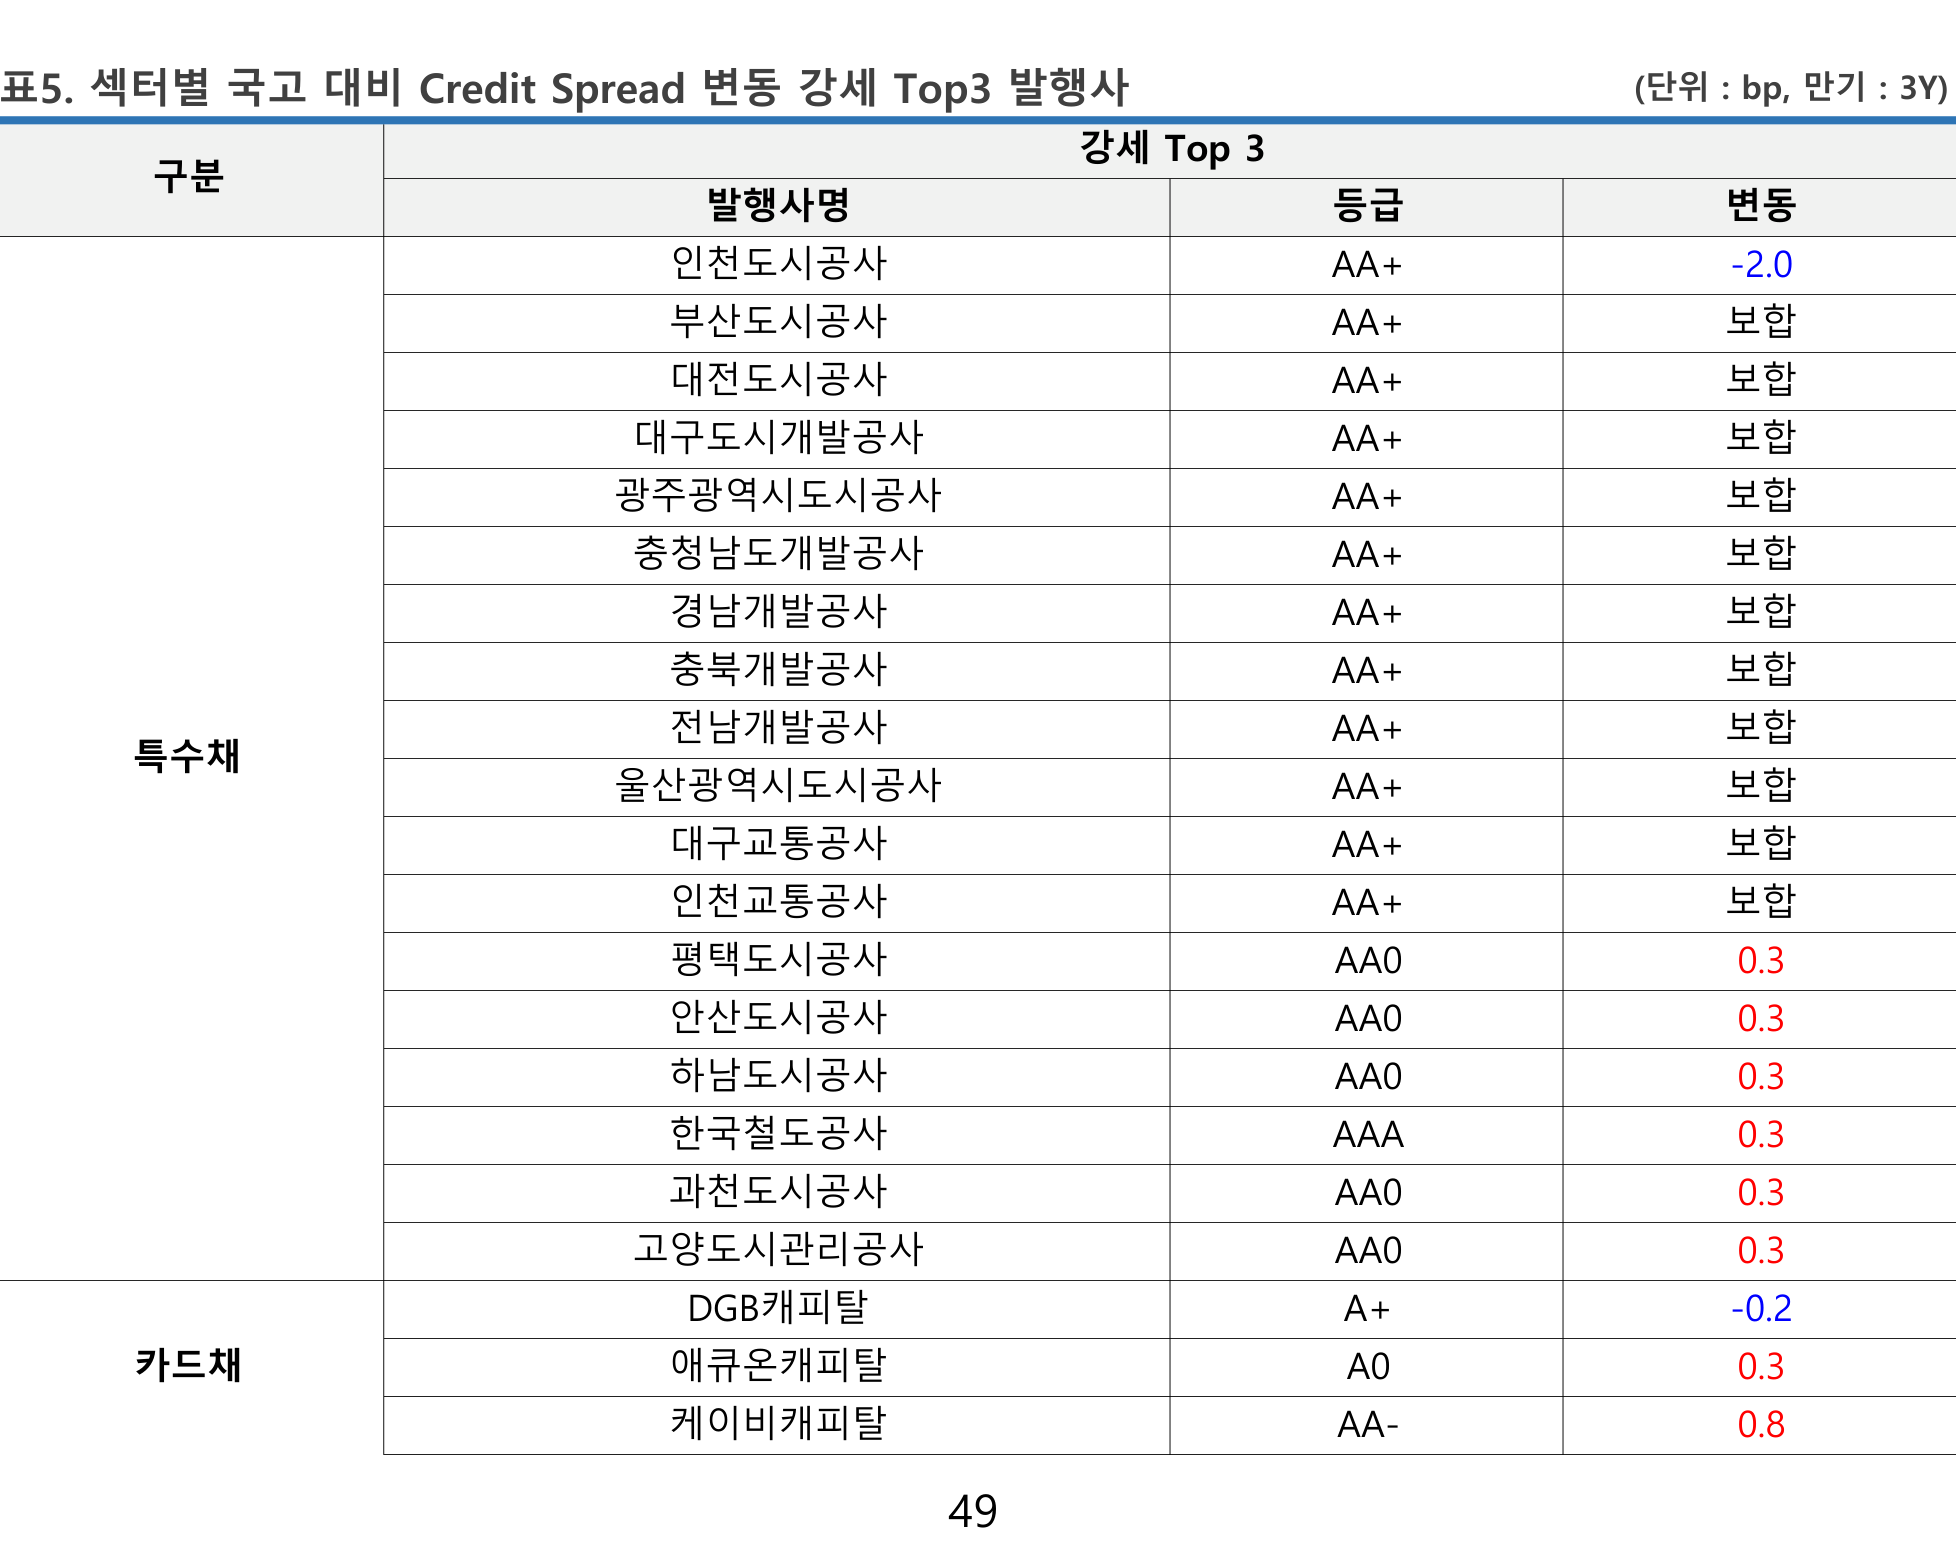 표5. 섹터별 국고 대비 Credit Spread 변동 강세 Top3 발행사 (단위 : bp, 만기 : 3Y)
구분 강세 Top 3
발행사명 등급 변동
특수채
인천도시공사 AA+ -2.0
부산도시공사 AA+ 보합
대전도시공사 AA+ 보합
대구도시개발공사 AA+ 보합
광주광역시도시공사 AA+ 보합
충청남도개발공사 AA+ 보합
경남개발공사 AA+ 보합
충북개발공사 AA+ 보합
전남개발공사 AA+ 보합
울산광역시도시공사 AA+ 보합
대구교통공사 AA+ 보합
인천교통공사 AA+ 보합
평택도시공사 AA0 0.3
안산도시공사 AA0 0.3
하남도시공사 AA0 0.3
한국철도공사 AAA 0.3
과천도시공사 AA0 0.3
고양도시관리공사 AA0 0.3
카드채
DGB캐피탈 A+ -0.2
애큐온캐피탈 A0 0.3
케이비캐피탈 AA- 0.8
49